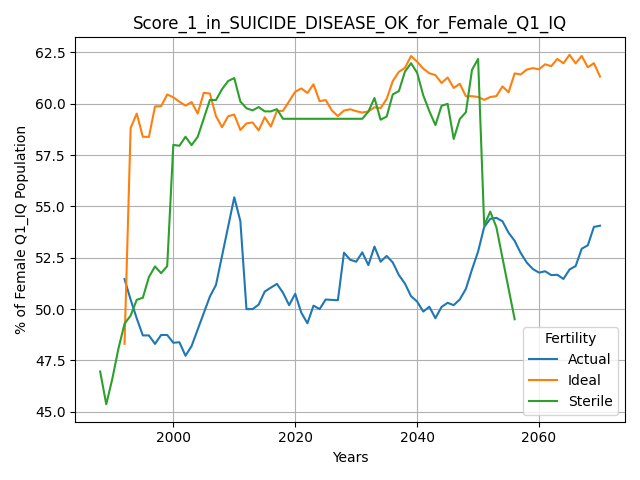 Score_1_in_SUICIDE_DISEASE_OK_for_Female_Q1_IQ
% of Female Q1_IQ Population
62.5
60.0
57.5
55.0
52.5
50.0
47.5
45.0
Fertility
Actual
Ideal
Sterile
2000
2020
2040
2060
Years